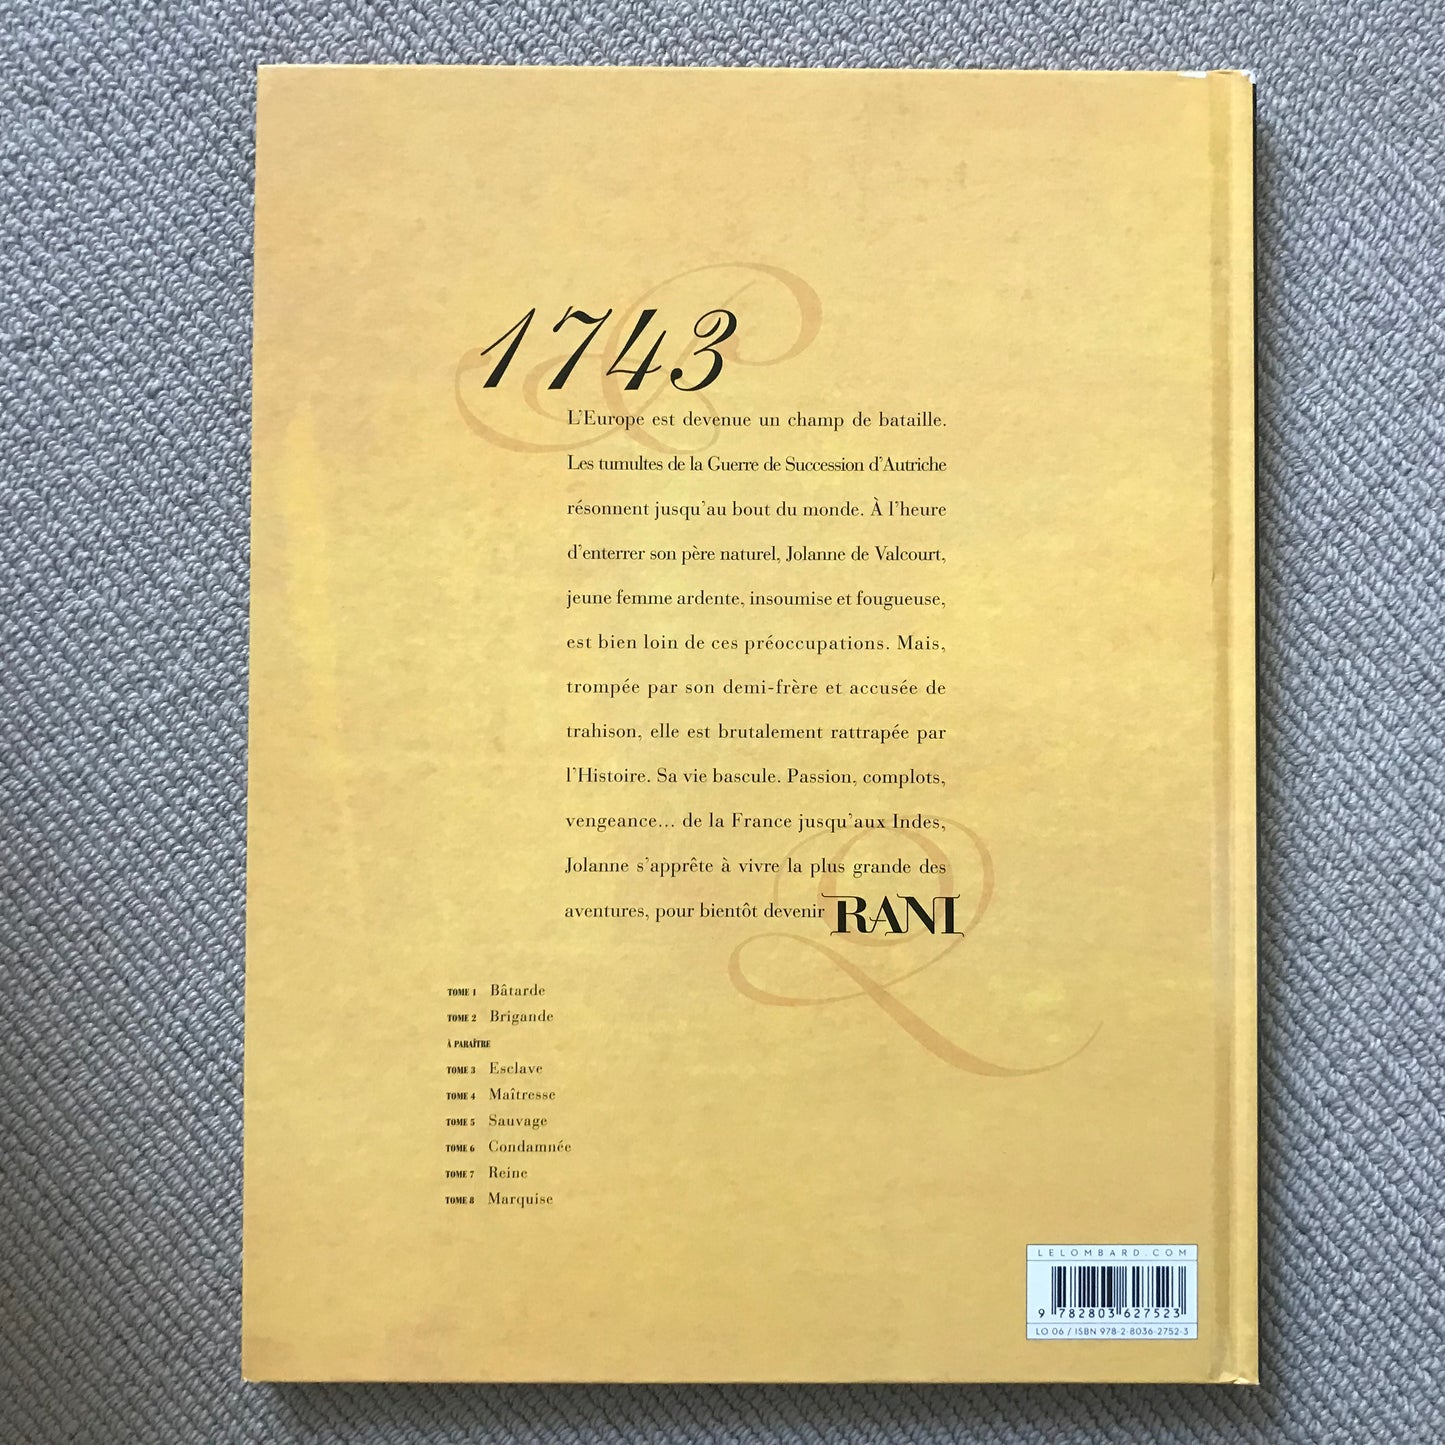 1743
L'Europe est devenue un champ de bataille.
Les tumultes de la Guerre de Succession d'Autriche
résonnent jusqu'au bout du monde. À l'heure
d'enterrer son père naturel, Jolanne de Valcourt,
jeune femme ardente, insoumise et fougueuse,
est bien loin de ces préoccupations. Mais,
trompée par son demi-frère et accusée de
trahison, elle est brutalement rattrapée par
l'Histoire. Sa vie bascule. Passion, complots,
vengeance... de la France jusqu'aux Indes,
Jolanne s'apprête à vivre la plus grande des
aventures, pour bientôt devenir RANI
TOME 1 Bâtarde
TOME 2 Brigande
À PARAÎTRE
TOME 3 Esclave
TOME 4 Maîtresse
TOME 5 Sauvage
TOME 6 Condamnée
TOME 7 Reine
TOME 8 Marquise
LELOMBARD.COM
9 782803 627523
LO 06 / ISBN 978-2-8036-2752-3